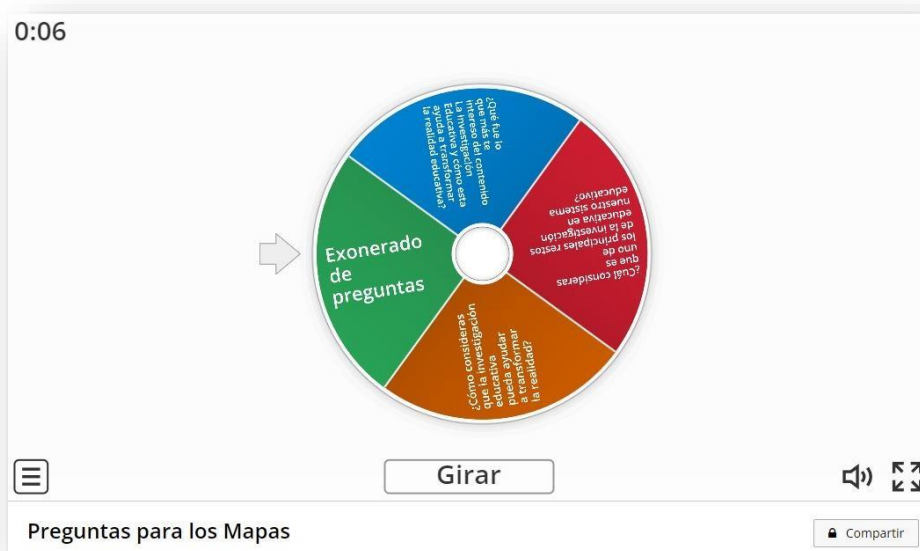 0:06
¿Qué fue lo
que más te
intereso del contenido
La investigación
Educativa y cómo esta
ayuda a transformar
la realidad educativa?
¿Cuál consideras
que es
uno de
los principales restos
de la investigación
educativa en
nuestro sistema
educativo?
Exonerado
de
preguntas
¿Cómo consideras
que la investigación
educativa
pueda ayudar
a transformar
la realidad?
Girar
Preguntas para los Mapas
Compartir